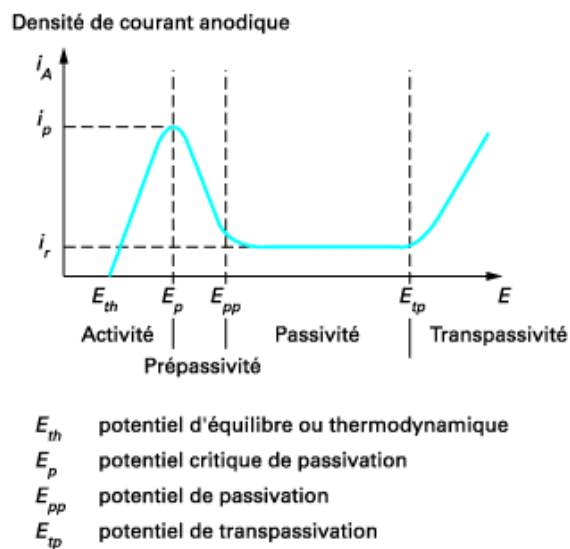 Densité de courant anodique
i_A
i_p
i_r
E_th E_p E_pp E_tp E
Activité Passivité Transpassivité
Prépassivité
E_th potentiel d'équilibre ou thermodynamique
E_p potentiel critique de passivation
E_pp potentiel de passivation
E_tp potentiel de transpassivation